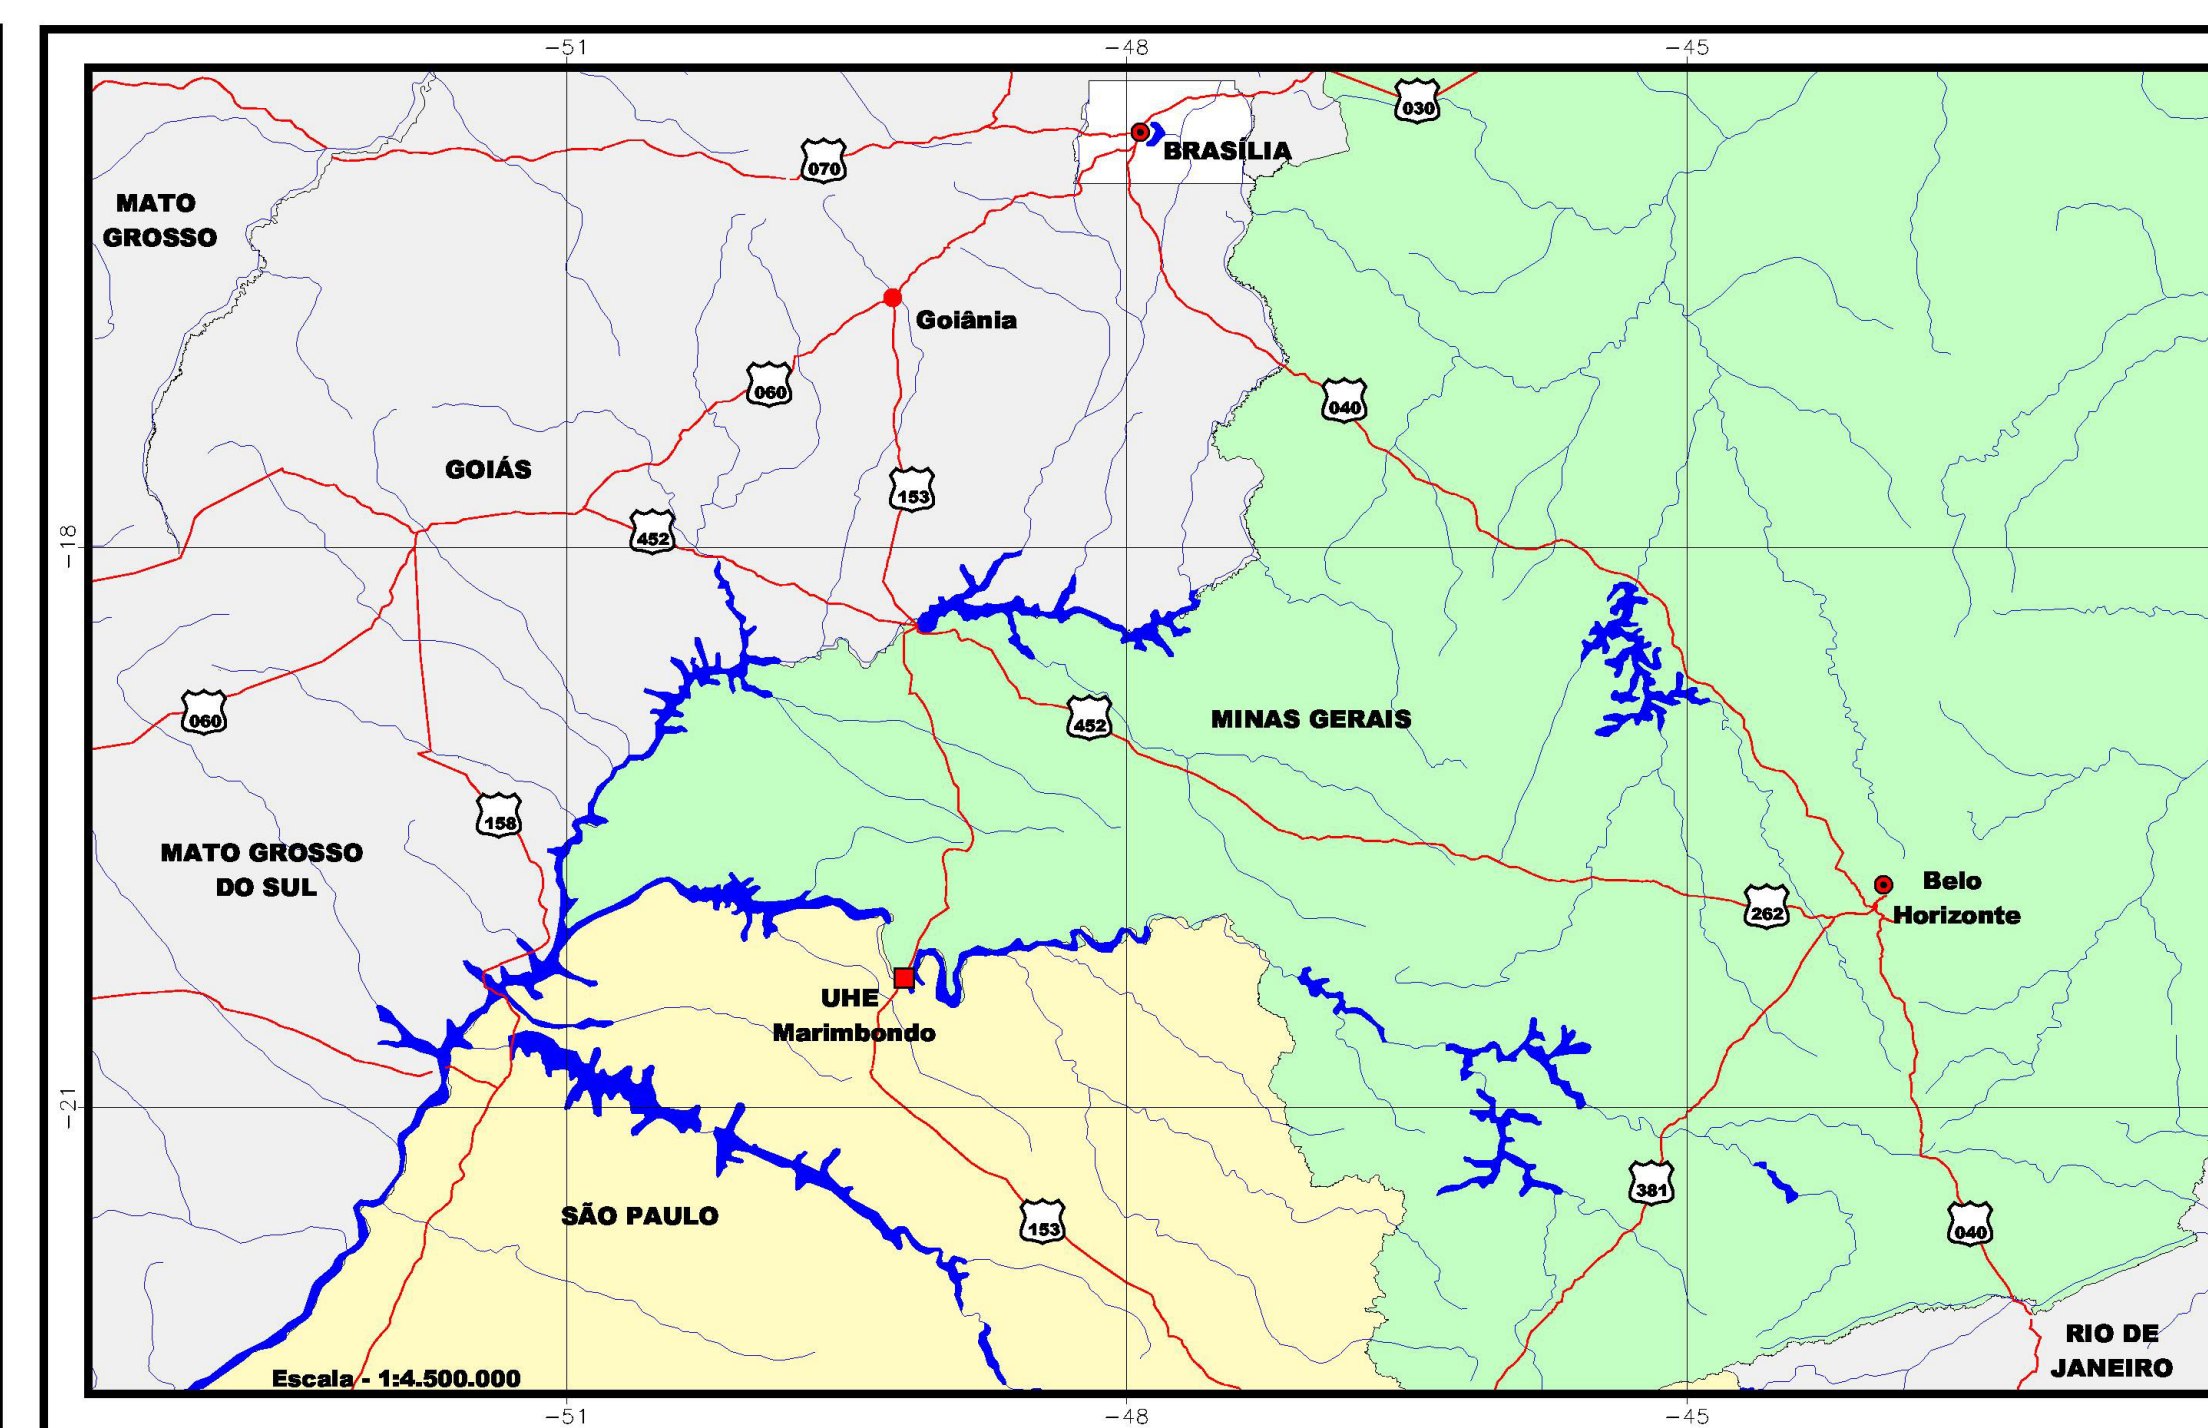 -51
-48
-45
030
BRASÍLIA
070
MATO
GROSSO
Goiânia
060
040
GOIÁS
153
452
-18
060
452
MINAS GERAIS
158
MATO GROSSO
DO SUL
Belo
Horizonte
262
UHE
Marimbondo
-21
381
SÃO PAULO
153
040
RIO DE
JANEIRO
Escala - 1:4.500.000
-51
-48
-45